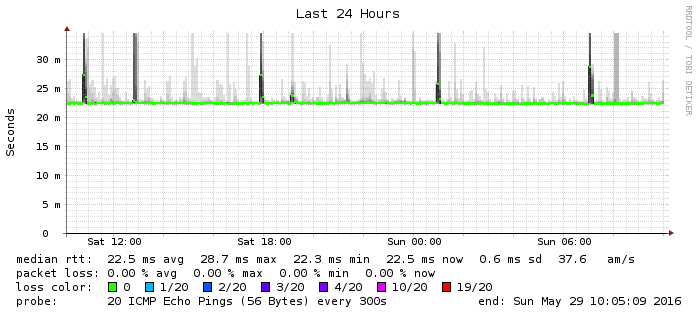 Last 24 Hours
RRDTOOL / TOBI OETIKER
Seconds
30 m
25 m
20 m
15 m
10 m
5 m
0
Sat 12:00 Sat 18:00 Sun 00:00 Sun 06:00
median rtt: 22.5 ms avg 28.7 ms max 22.3 ms min 22.5 ms now 0.6 ms sd 37.6 am/s
packet loss: 0.00 % avg 0.00 % max 0.00 % min 0.00 % now
loss color: 0 1/20 2/20 3/20 4/20 10/20 19/20
probe: 20 ICMP Echo Pings (56 Bytes) every 300s end: Sun May 29 10:05:09 2016